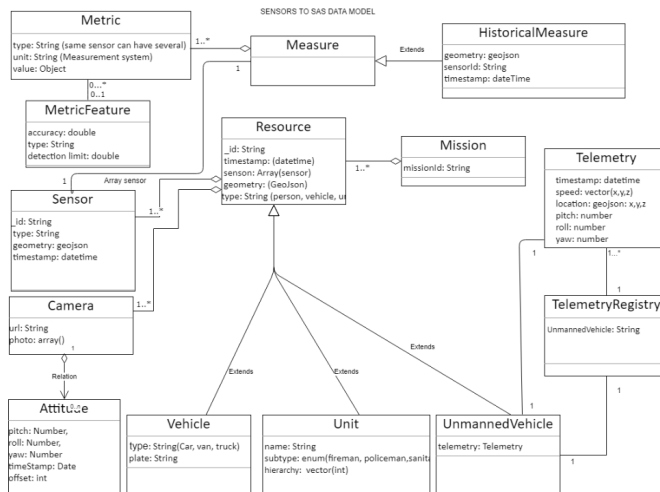 SENSORS TO SAS DATA MODEL
Metric
type: String (same sensor can have several)
unit: String (Measurement system)
value: Object
1..*
Measure
1
Extends
HistoricalMeasure
geometry: geojson
sensorId: String
timestamp: dateTime
0...*
0..1
MetricFeature
accuracy: double
type: String
detection limit: double
Resource
_id: String
timestamp: (datetime)
senson: Array(sensor)
geometry: (GeoJson)
type: String (person, vehicle, ur
1..*
Mission
missionId: String
Telemetry
timestamp: datetime
speed: vector(x,y,z)
location: geojson: x,y,z
pitch: number
roll: number
yaw: number
1
Array sensor
Sensor
_id: String
type: String
geometry: geojson
timestamp: datetime
1..*
1
1...*
Camera
url: String
photo: array()
1..*
1
TelemetryRegistry
UnmannedVehicle: String
1
Relation
Extends
Extends
Extends
1
Attitude
pitch: Number,
roll: Number,
yaw: Number
timeStamp: Date
offset: int
Vehicle
type: String(Car, van, truck)
plate: String
Unit
name: String
subtype: enum(fireman, policeman,sanita
hierarchy: vector(int)
UnmannedVehicle
telemetry: Telemetry
1
1